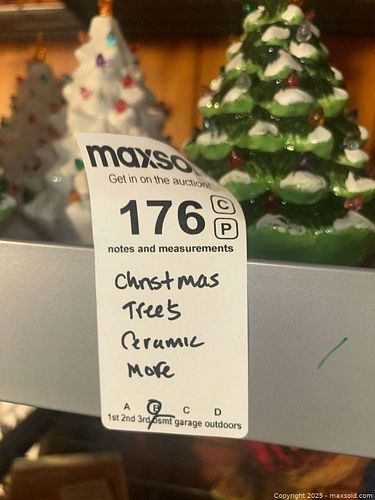 maxso
Get in on the auction!
176 C
P
notes and measurements
Christmas
Trees
Ceramic
More
A B C D
1st 2nd 3rd bsmt garage outdoors
Copyright 2025 - maxsold.com